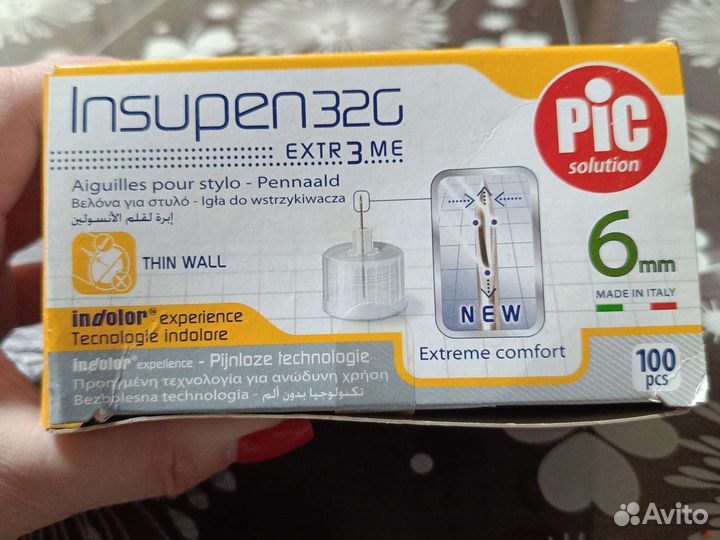 Insupen 32G
EXTR3ME
Aiguilles pour stylo - Pennaald
Βελόνα για στυλό - Igła do wstrzykiwacza
إبرة لقلم الأنسولين
THIN WALL
indolor® experience
Tecnologie indolore
indolor® experience - Pijnloze technologie
Προηγμένη τεχνολογία για ανώδυνη χρήση
Bezbolesna technologia - تكنولوجيا بدون ألم
NEW
Extreme comfort
PiC
solution
6mm
MADE IN ITALY
100
pcs
Avito